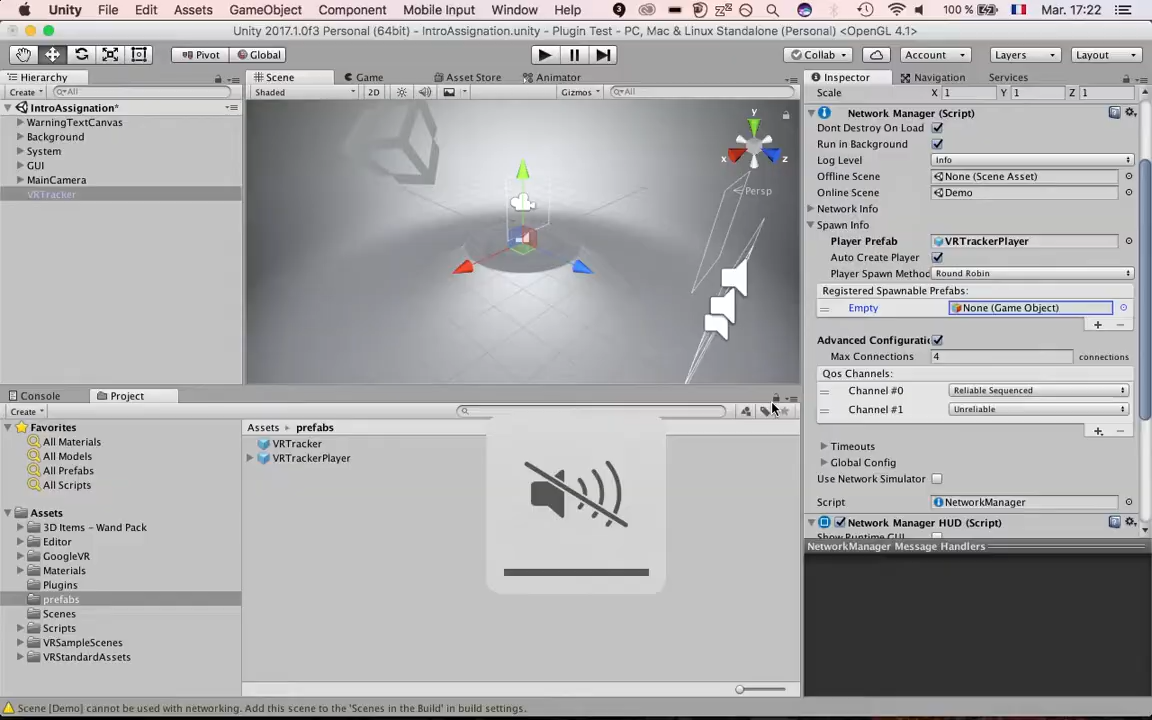 Unity File Edit Assets GameObject Component Mobile Input Window Help 3 100 % Mar. 17:22
Unity 2017.1.0f3 Personal (64bit) - IntroAssignation.unity - Plugin Test - PC, Mac & Linux Standalone (Personal) <OpenGL 4.1>
Pivot Global Collab Account Layers Layout
Hierarchy Scene Game Asset Store Animator Inspector Navigation Services
Create All Shaded 2D Gizmos All Scale X 1 Y 1 Z 1
IntroAssignation*
WarningTextCanvas
Background
System
GUI
MainCamera
VRTracker
y
x
z
Persp
Network Manager (Script)
Dont Destroy On Load
Run in Background
Log Level Info
Offline Scene None (Scene Asset)
Online Scene Demo
Network Info
Spawn Info
Player Prefab VRTrackerPlayer
Auto Create Player
Player Spawn Method Round Robin
Registered Spawnable Prefabs:
Empty None (Game Object)
Advanced Configurati
Max Connections 4 connections
Qos Channels:
Channel #0 Reliable Sequenced
Channel #1 Unreliable
Timeouts
Global Config
Use Network Simulator
Script NetworkManager
Network Manager HUD (Script)
Show Runtime GUI
NetworkManager Message Handlers
Console Project
Create
Favorites
All Materials
All Models
All Prefabs
All Scripts
Assets
3D Items - Wand Pack
Editor
GoogleVR
Materials
Plugins
prefabs
Scenes
Scripts
VRSampleScenes
VRStandardAssets
Assets prefabs
VRTracker
VRTrackerPlayer
Scene [Demo] cannot be used with networking. Add this scene to the 'Scenes in the Build' in build settings.